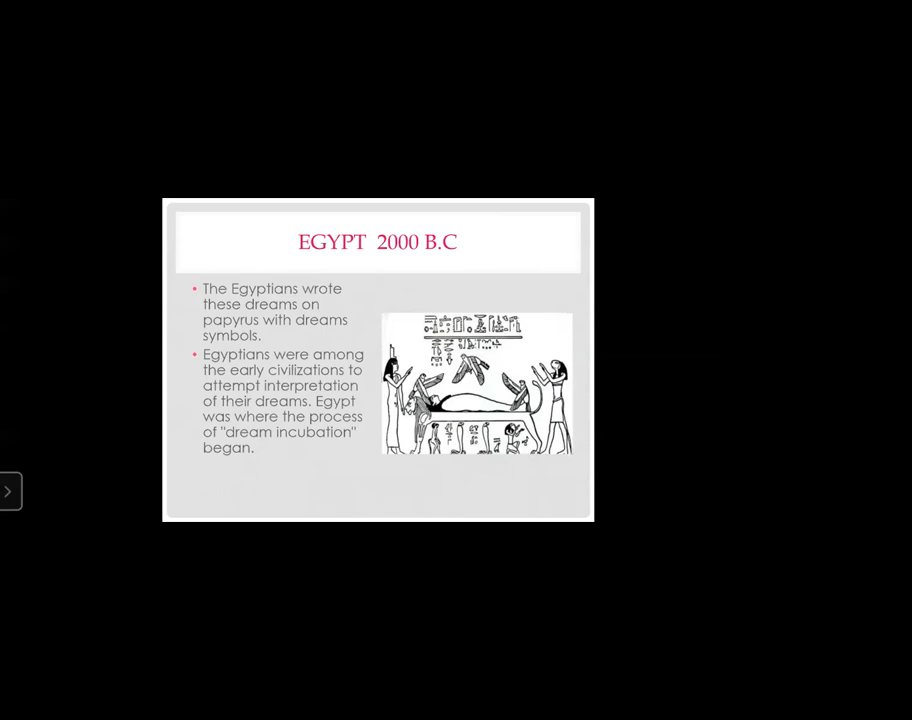 EGYPT 2000 B.C
• The Egyptians wrote
these dreams on
papyrus with dreams
symbols.
• Egyptians were among
the early civilizations to
attempt interpretation
of their dreams. Egypt
was where the process
of "dream incubation"
began.